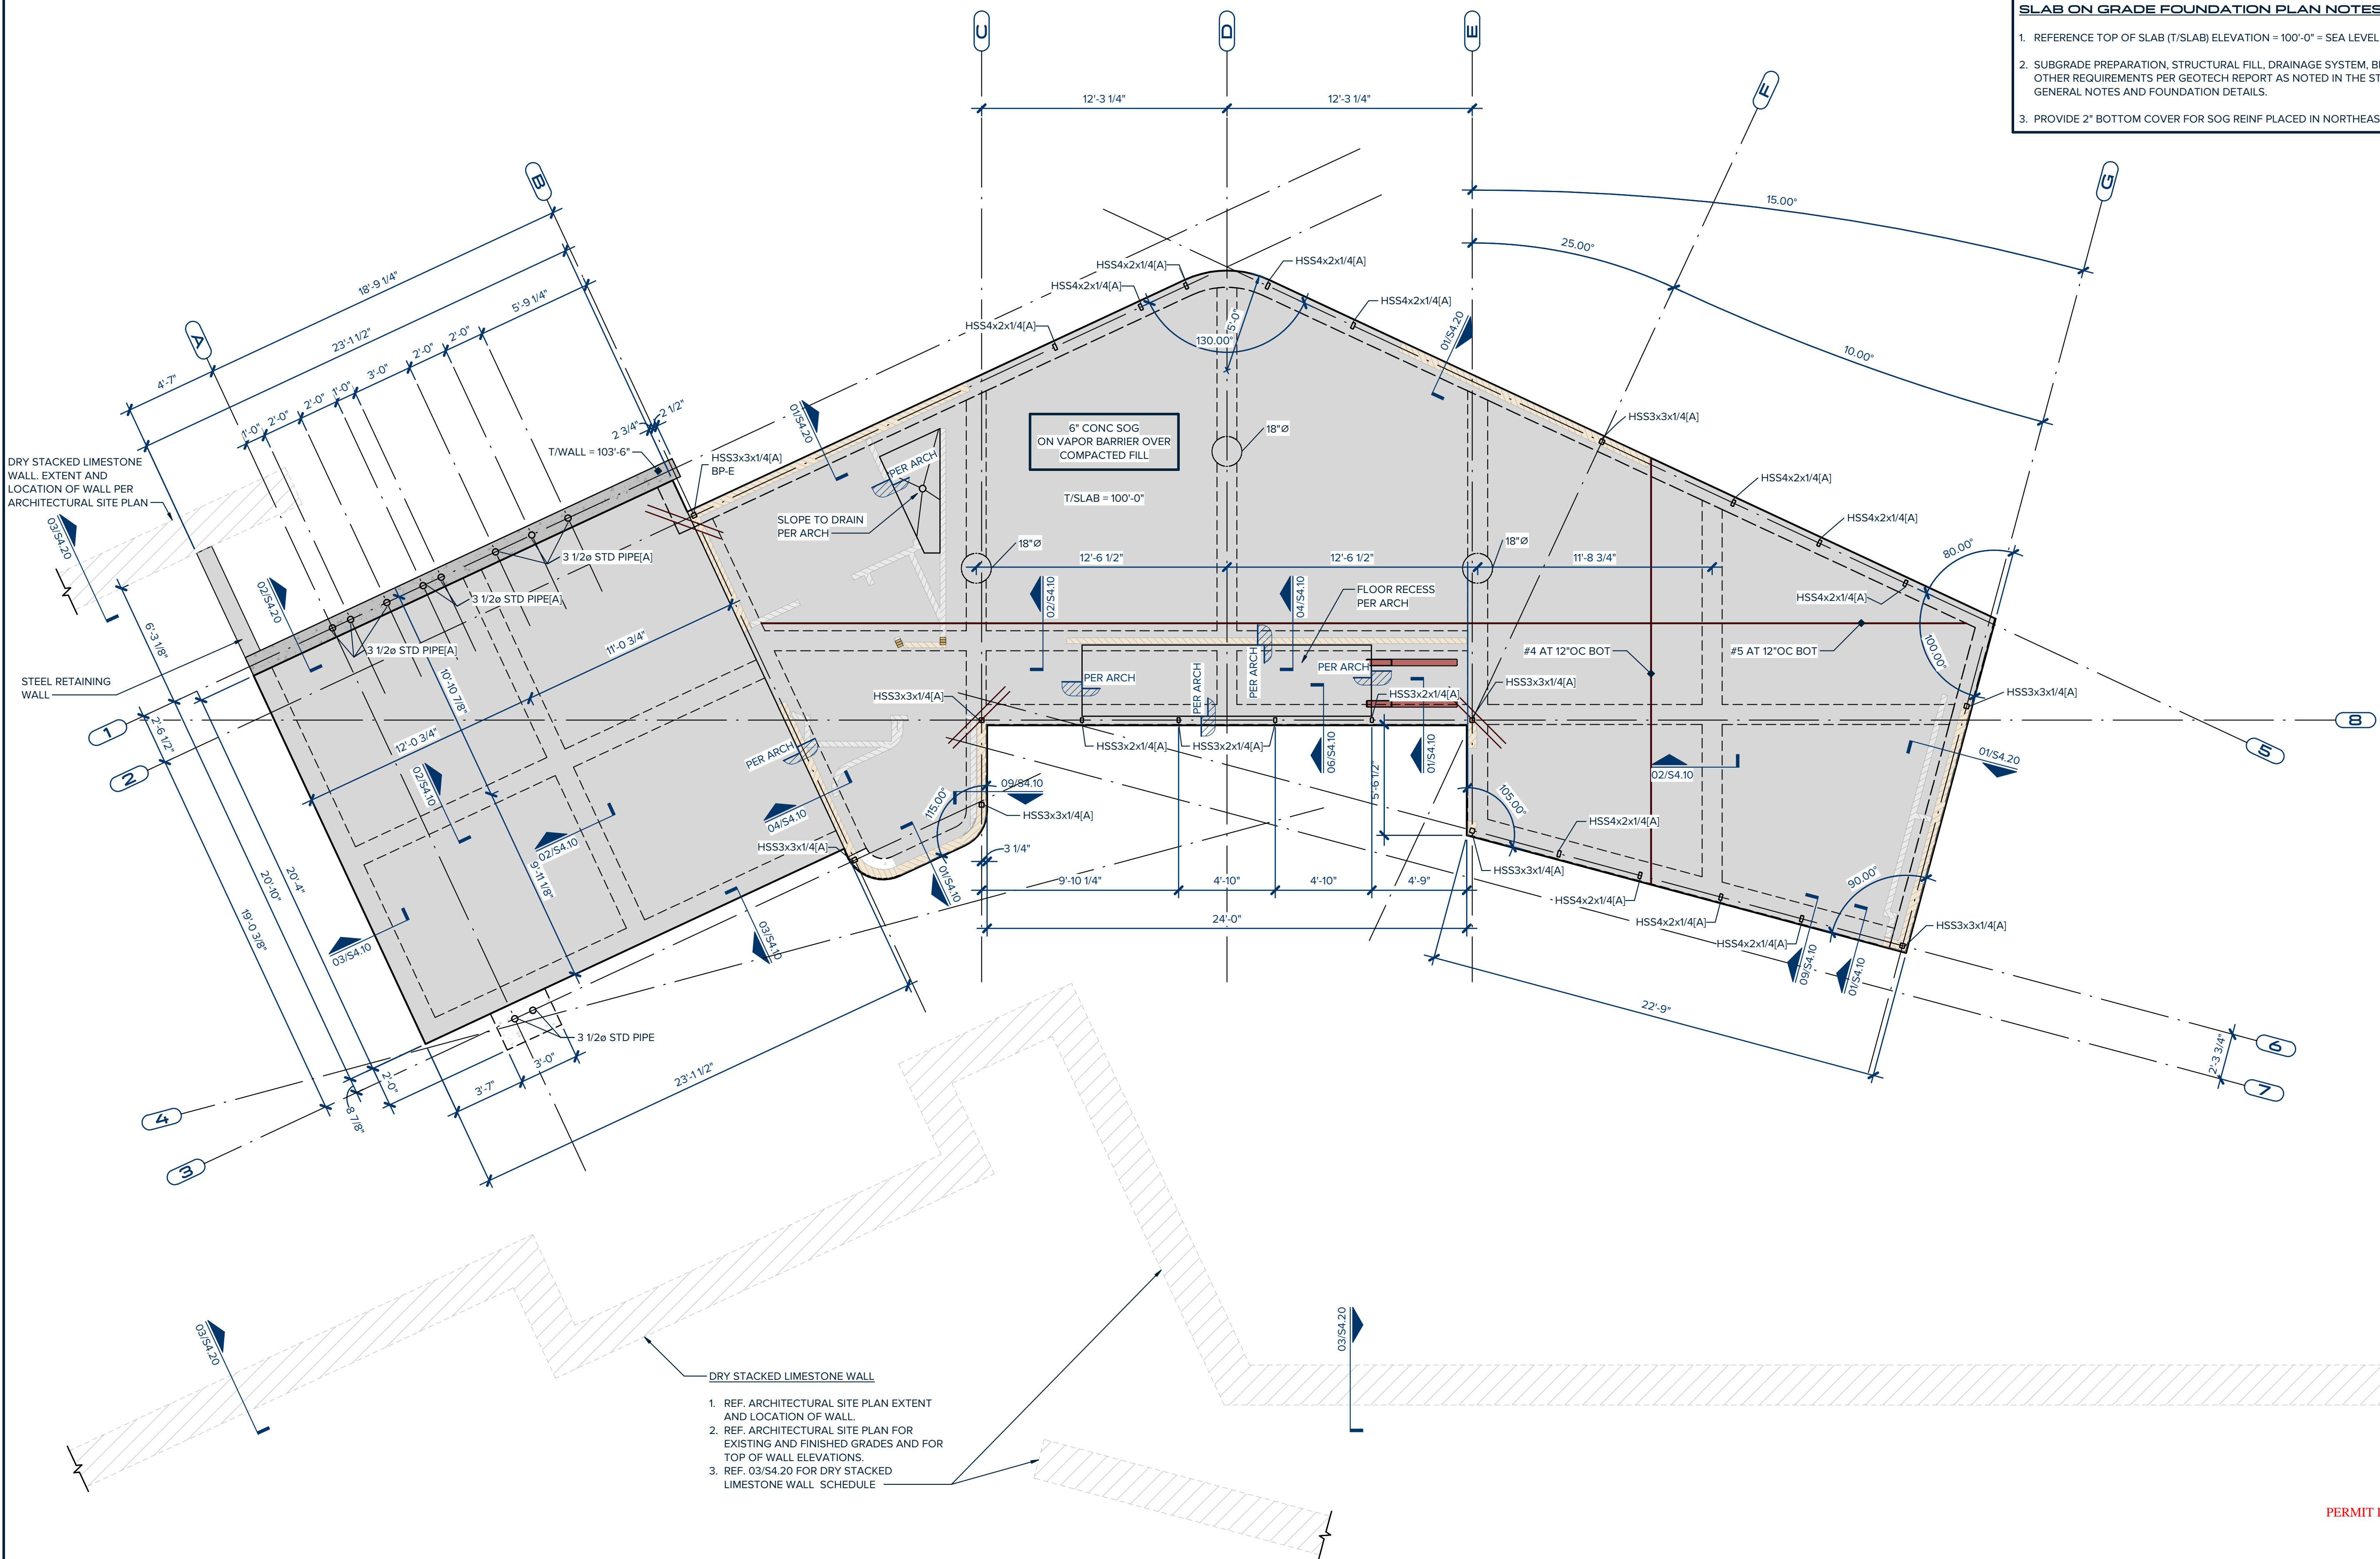 SLAB ON GRADE FOUNDATION PLAN NOTES
1. REFERENCE TOP OF SLAB (T/SLAB) ELEVATION = 100'-0" = SEA LEVEL
2. SUBGRADE PREPARATION, STRUCTURAL FILL, DRAINAGE SYSTEM,
OTHER REQUIREMENTS PER GEOTECH REPORT AS NOTED IN THE
GENERAL NOTES AND FOUNDATION DETAILS.
3. PROVIDE 2" BOTTOM COVER FOR SOG REINF PLACED IN
C
D
E
F
G
B
A
12'-3 1/4"
12'-3 1/4"
15.00°
25.00°
10.00°
18'-9 1/4"
23'-1 1/2"
5'-9 1/4"
4'-7"
1'-0"
2'-0"
2'-0"
1'-0"
3'-0"
2'-0"
2'-0"
2 3/4"
2 1/2"
T/WALL = 103'-6"
HSS3x3x1/4[A]
BP-E
HSS4x2x1/4[A]
HSS4x2x1/4[A]
HSS4x2x1/4[A]
HSS4x2x1/4[A]
HSS4x2x1/4[A]
130.00°
5'-0"
01/S4.20
01/S4.20
HSS3x3x1/4[A]
HSS4x2x1/4[A]
HSS4x2x1/4[A]
HSS4x2x1/4[A]
80.00°
100.00°
6" CONC SOG
ON VAPOR BARRIER OVER
COMPACTED FILL
T/SLAB = 100'-0"
18"Ø
18"Ø
18"Ø
PER ARCH
SLOPE TO DRAIN
PER ARCH
12'-6 1/2"
12'-6 1/2"
11'-8 3/4"
02/S4.10
04/S4.10
FLOOR RECESS
PER ARCH
DRY STACKED LIMESTONE
WALL. EXTENT AND
LOCATION OF WALL PER
ARCHITECTURAL SITE PLAN
03/S4.20
02/S4.20
3 1/2ø STD PIPE[A]
3 1/2ø STD PIPE[A]
3 1/2ø STD PIPE[A]
STEEL RETAINING
WALL
6'-3 1/8"
2'-6 1/2"
11'-0 3/4"
10'-10 7/8"
12'-0 3/4"
02/S4.10
02/S4.10
9'-11 1/8"
1
2
#4 AT 12"OC BOT
#5 AT 12"OC BOT
PER ARCH
PER ARCH
PER ARCH
PER ARCH
PER ARCH
HSS3x3x1/4[A]
HSS3x2x1/4[A]
HSS3x3x1/4[A]
HSS3x3x1/4[A]
HSS3x2x1/4[A]
HSS3x2x1/4[A]
06/S4.10
01/S4.10
5'-6 1/2"
02/S4.10
01/S4.20
8
5
04/S4.10
115.00°
09/S4.10
HSS3x3x1/4[A]
HSS3x3x1/4[A]
01/S4.10
3 1/4"
9'-10 1/4"
4'-10"
4'-10"
4'-9"
24'-0"
105.00°
HSS4x2x1/4[A]
HSS3x3x1/4[A]
HSS4x2x1/4[A]
HSS4x2x1/4[A]
HSS4x2x1/4[A]
90.00°
HSS3x3x1/4[A]
09/S4.10
01/S4.10
22'-9"
2'-3 3/4"
6
7
20'-4"
20'-10"
19'-0 3/8"
03/S4.10
03/S4.10
3 1/2ø STD PIPE
2'-0"
8 7/8"
3'-7"
3'-0"
23'-1 1/2"
4
3
03/S4.20
03/S4.20
DRY STACKED LIMESTONE WALL
1. REF. ARCHITECTURAL SITE PLAN EXTENT
AND LOCATION OF WALL.
2. REF. ARCHITECTURAL SITE PLAN FOR
EXISTING AND FINISHED GRADES AND FOR
TOP OF WALL ELEVATIONS.
3. REF. 03/S4.20 FOR DRY STACKED
LIMESTONE WALL SCHEDULE
PERMIT